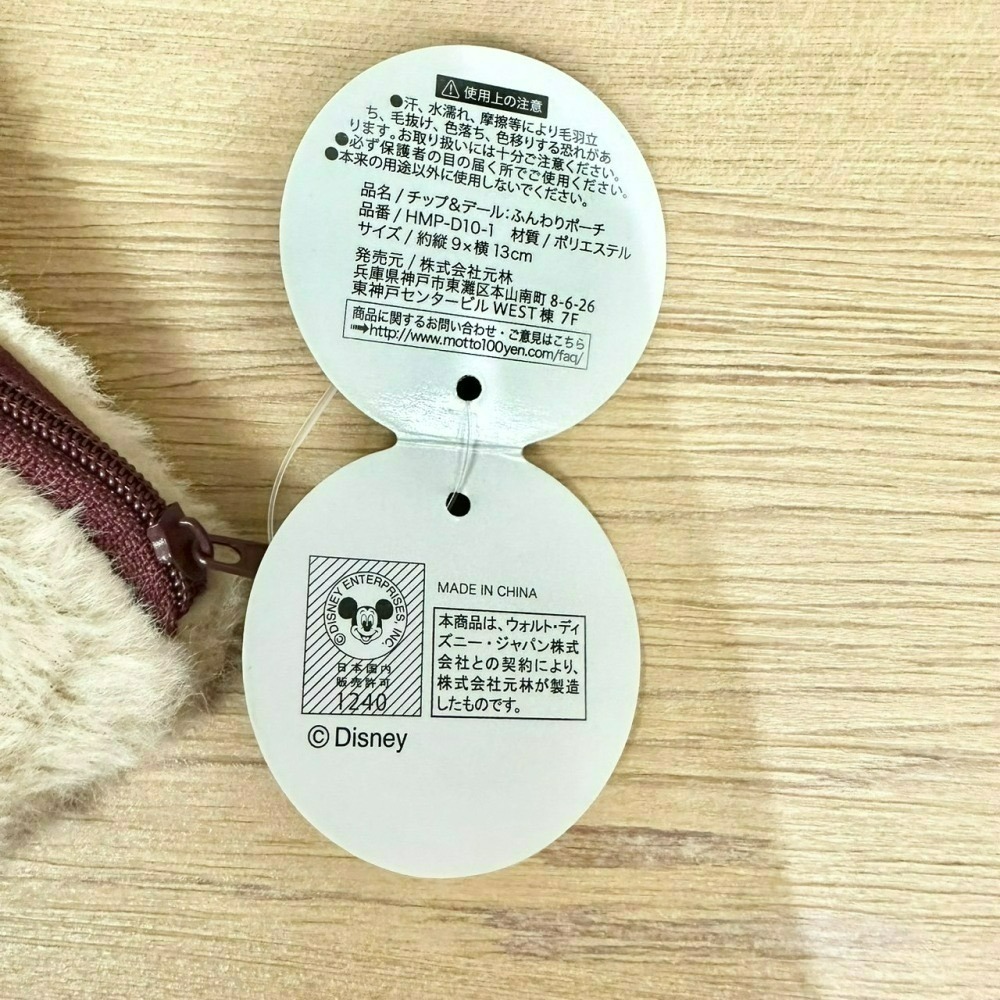 ⚠ 使用上の注意
●汗、水濡れ、摩擦等により毛羽立
ち、毛抜け、色落ち、色移りする恐れがあ
ります。お取り扱いには十分ご注意ください。
●必ず保護者の目の届く所でご使用ください。
●本来の用途以外に使用しないでください。
品名 / チップ&デール:ふんわりポーチ
品番 / HMP-D10-1 材質 / ポリエステル
サイズ / 約縦 9×横 13cm
発売元 / 株式会社元林
兵庫県神戸市東灘区本山南町 8-6-26
東神戸センタービル WEST棟 7F
商品に関するお問い合わせ・ご意見はこちら
➡http://www.motto100yen.com/faq/
© DISNEY ENTERPRISES, INC.
日本国内
販売許可
1240
© Disney
MADE IN CHINA
本商品は、ウォルト・ディ
ズニー・ジャパン株式
会社との契約により、
株式会社元林が製造
したものです。